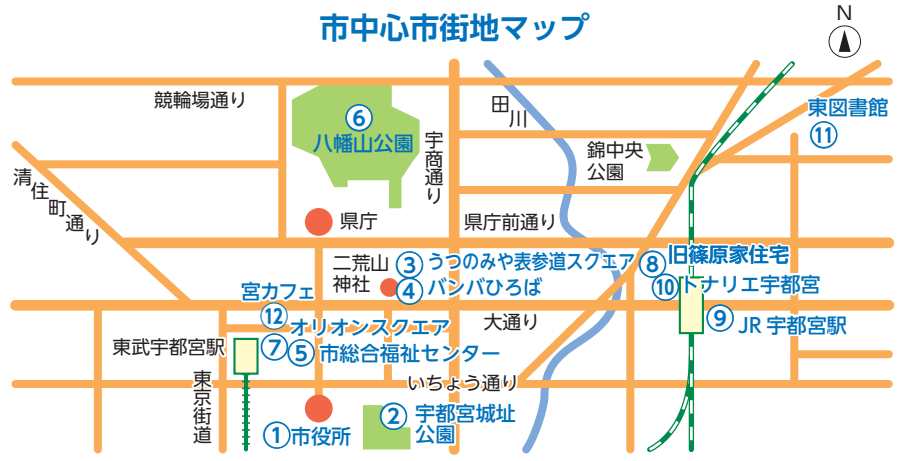 市中心市街地マップ
N
競輪場通り
⑥
八幡山公園
宇商通り
田川
錦中央
公園
東図書館
⑪
清住町通り
県庁
県庁前通り
二荒山
神社
③うつのみや表参道スクエア
④バンバひろば
⑧旧篠原家住宅
⑩トナリエ宇都宮
⑨JR宇都宮駅
宮カフェ
⑫
オリオンスクエア
⑦
⑤市総合福祉センター
大通り
東武宇都宮駅
東京街道
いちょう通り
①市役所
②宇都宮城址
公園